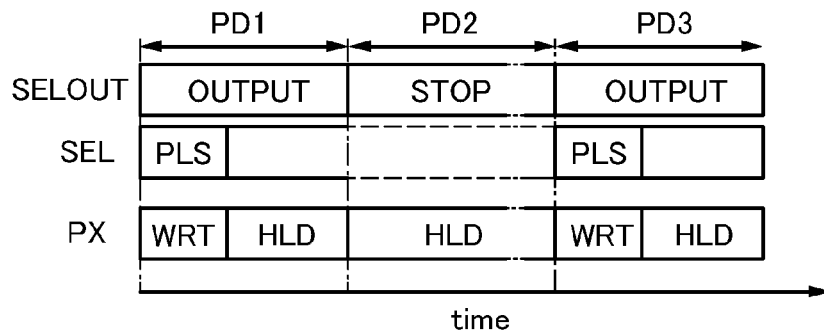 PD1 PD2 PD3
SELOUT OUTPUT STOP OUTPUT
SEL PLS PLS
PX WRT HLD HLD WRT HLD
time